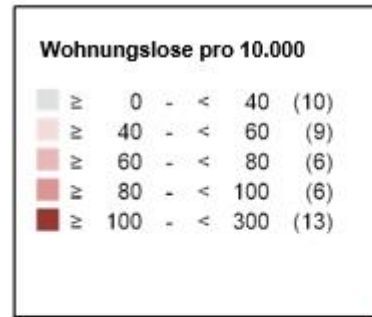 Wohnungslose pro 10.000
≥ 0 - < 40 (10)
≥ 40 - < 60 (9)
≥ 60 - < 80 (6)
≥ 80 - < 100 (6)
≥ 100 - < 300 (13)